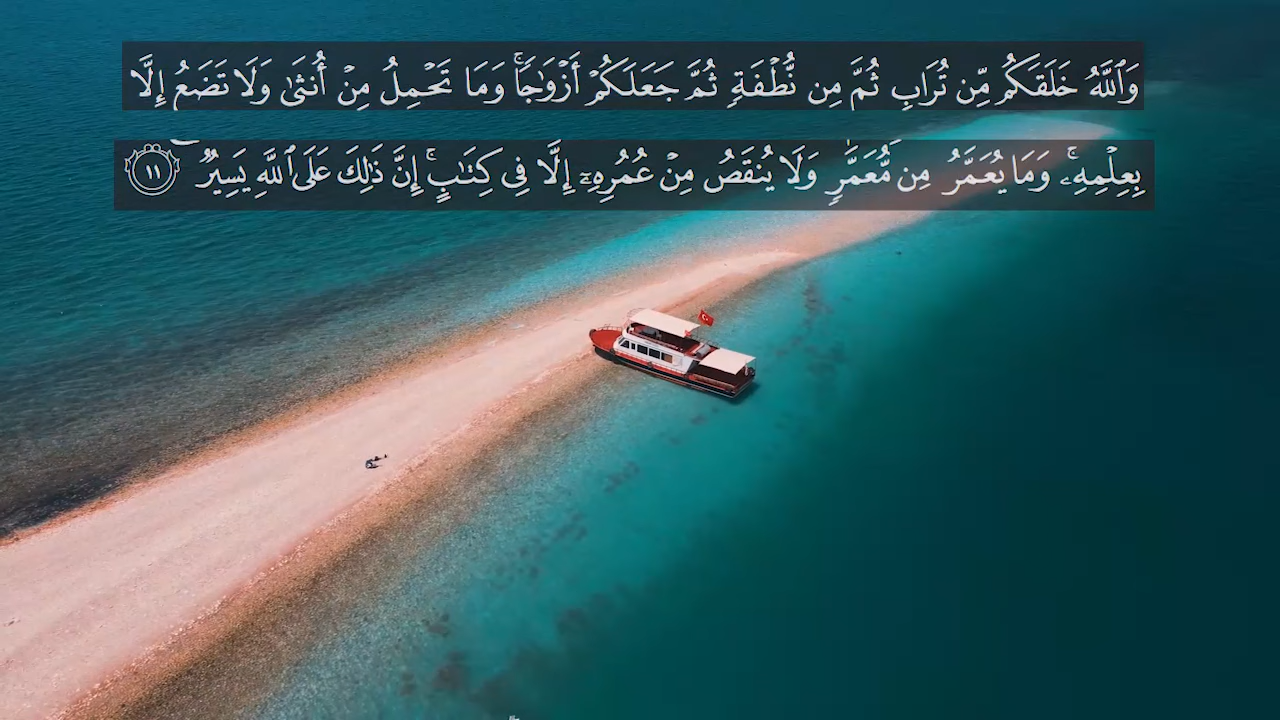 وَٱللَّهُ خَلَقَكُم مِّن تُرَابٍ ثُمَّ مِن نُّطْفَةٍ ثُمَّ جَعَلَكُمْ أَزْوَٰجًا ۚ وَمَا تَحْمِلُ مِنْ أُنثَىٰ وَلَا تَضَعُ إِلَّا
بِعِلْمِهِۦ ۚ وَمَا يُعَمَّرُ مِن مُّعَمَّرٍ وَلَا يُنقَصُ مِنْ عُمُرِهِۦٓ إِلَّا فِى كِتَٰبٍ ۚ إِنَّ ذَٰلِكَ عَلَى ٱللَّهِ يَسِيرٌ ١١